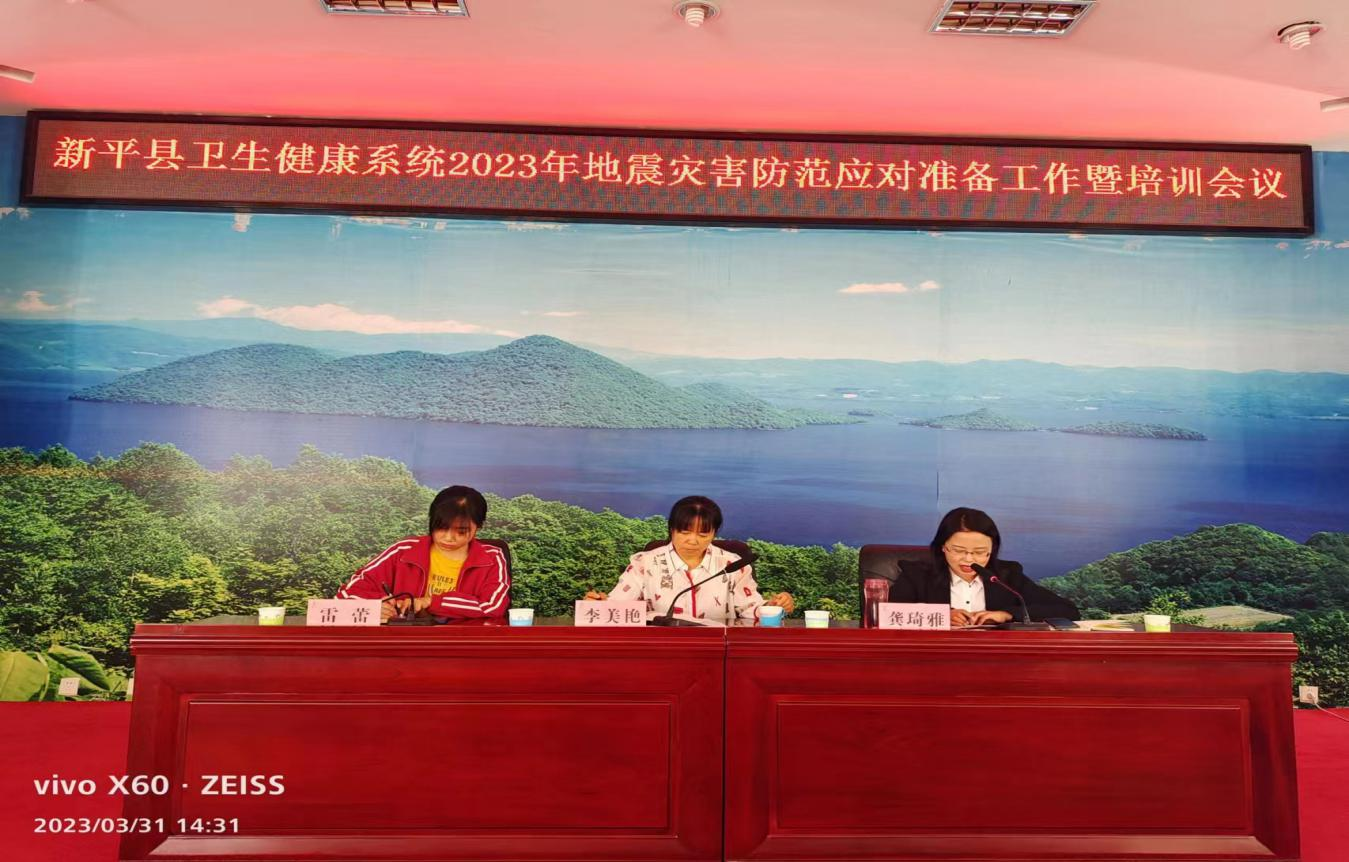 新平县卫生健康系统2023年地震灾害防范应对准备工作暨培训会议
雷 蕾
李美艳
龚琦雅
vivo X60 · ZEISS
2023/03/31 14:31